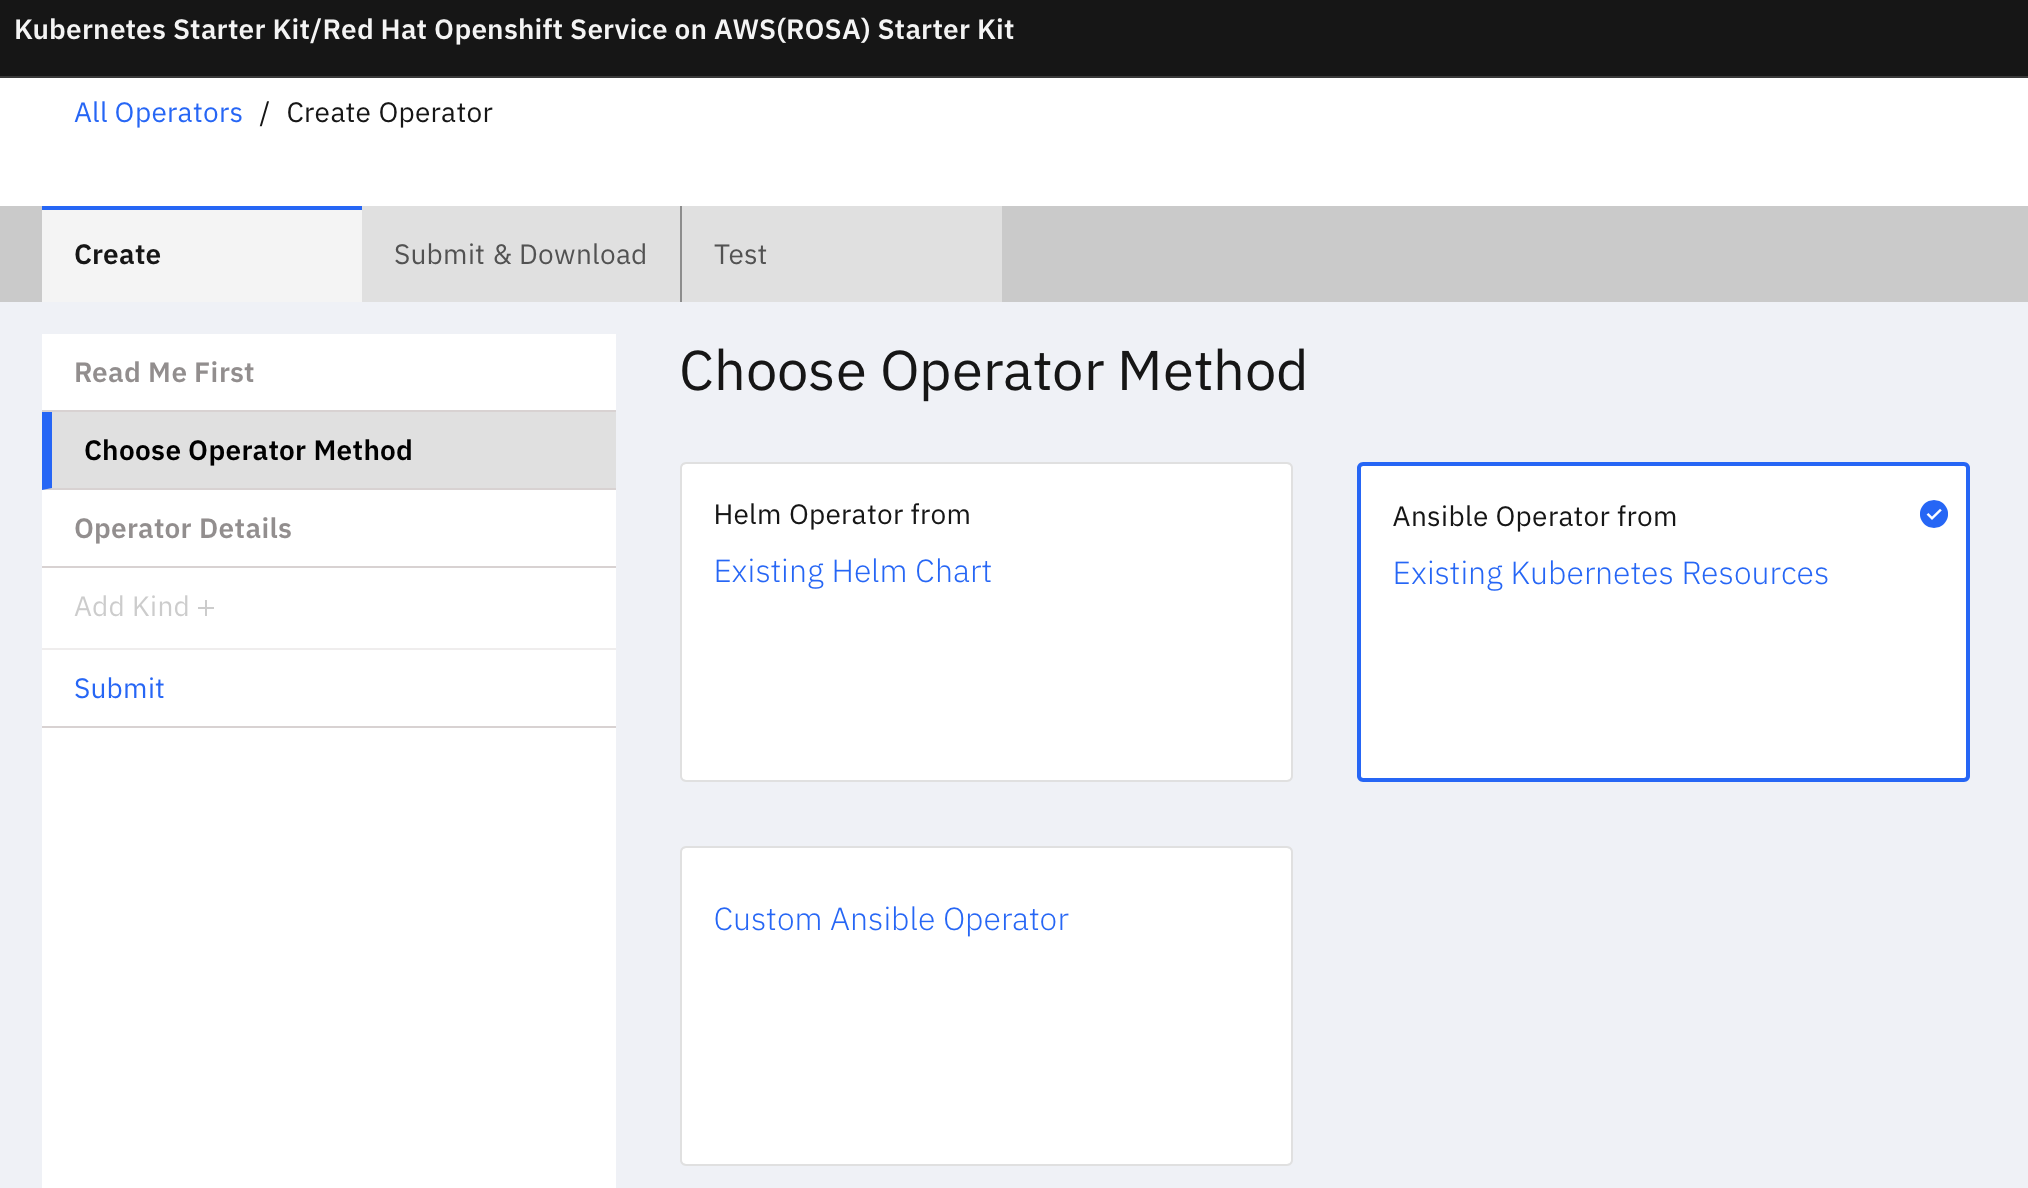 Kubernetes Starter Kit/Red Hat Openshift Service on AWS(ROSA) Starter Kit
All Operators / Create Operator
Create
Submit & Download
Test
Read Me First
Choose Operator Method
Operator Details
Add Kind +
Submit
Choose Operator Method
Helm Operator from
Existing Helm Chart
Ansible Operator from
Existing Kubernetes Resources
Custom Ansible Operator